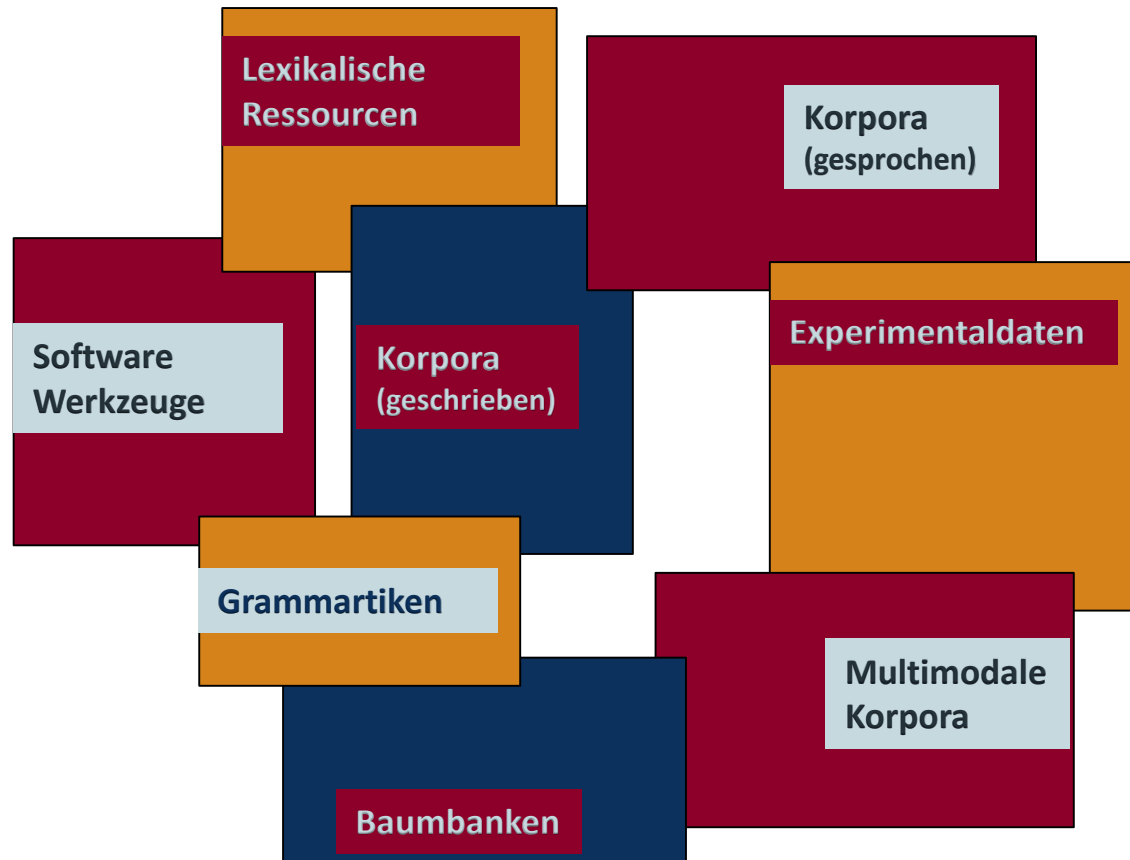 Lexikalische
Ressourcen
Korpora
(gesprochen)
Software
Werkzeuge
Korpora
(geschrieben)
Experimentaldaten
Grammartiken
Multimodale
Korpora
Baumbanken